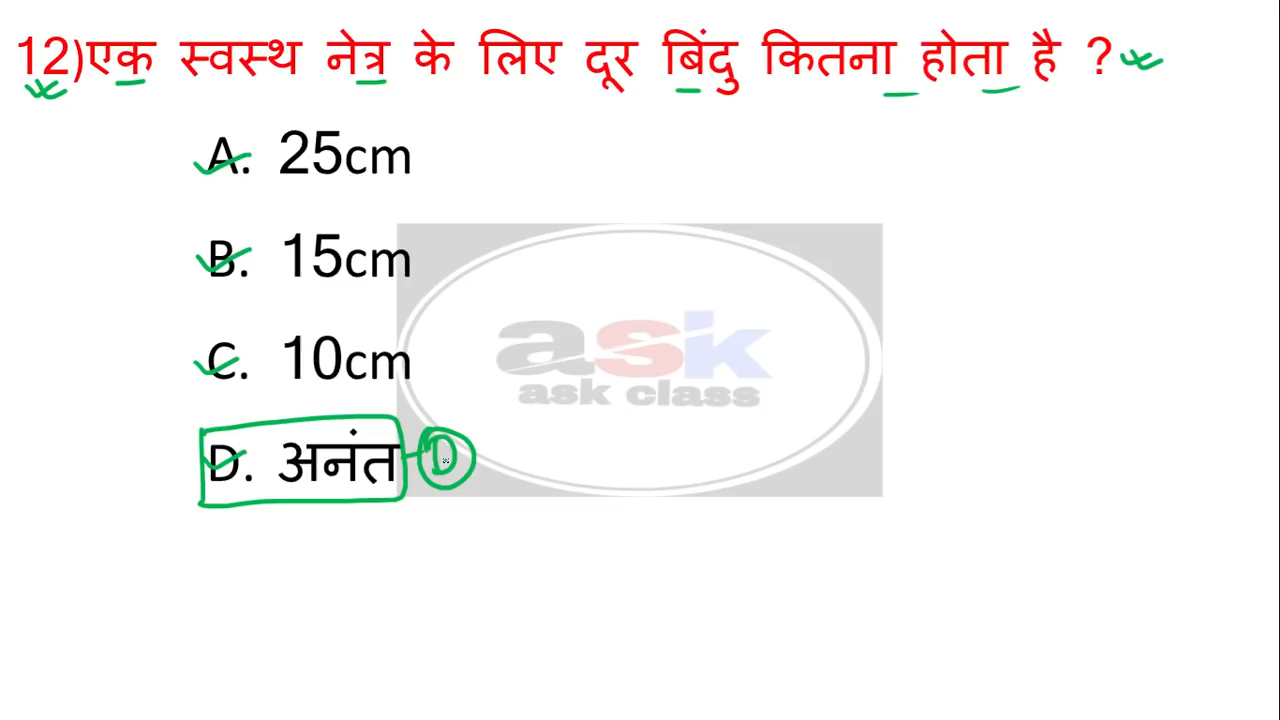 12)एक स्वस्थ नेत्र के लिए दूर बिंदु कितना होता है ?
A. 25cm
B. 15cm
C. 10cm
D. अनंत D
ask
ask class